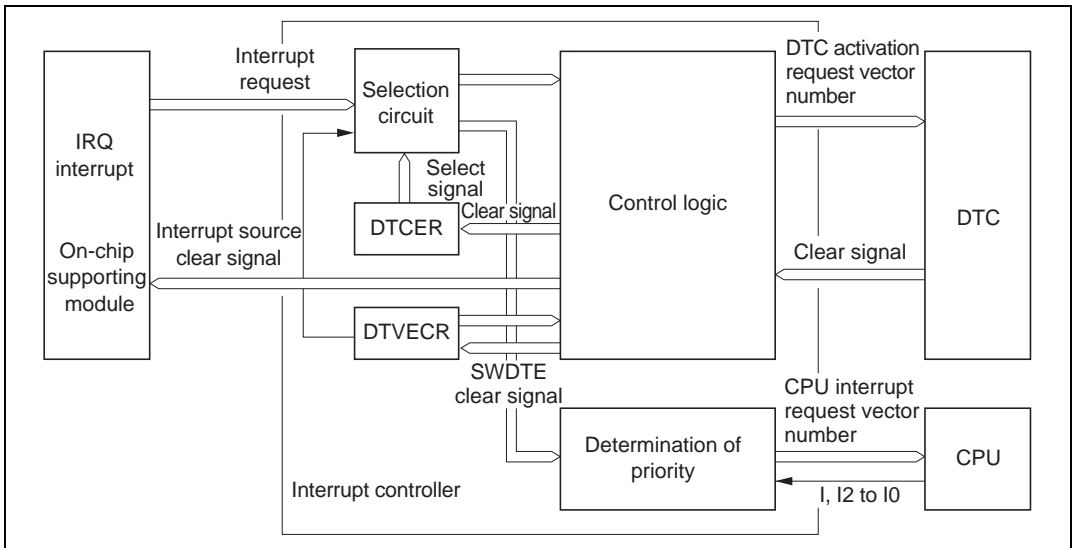 Interrupt
request
DTC activation
request vector
number
Selection
circuit
IRQ
interrupt
Select
signal
Control logic
DTC
DTCER
Clear signal
Interrupt source
clear signal
On-chip
supporting
module
Clear signal
DTVECR
SWDTE
clear signal
CPU interrupt
request vector
number
Determination of
priority
CPU
Interrupt controller
I, I2 to I0